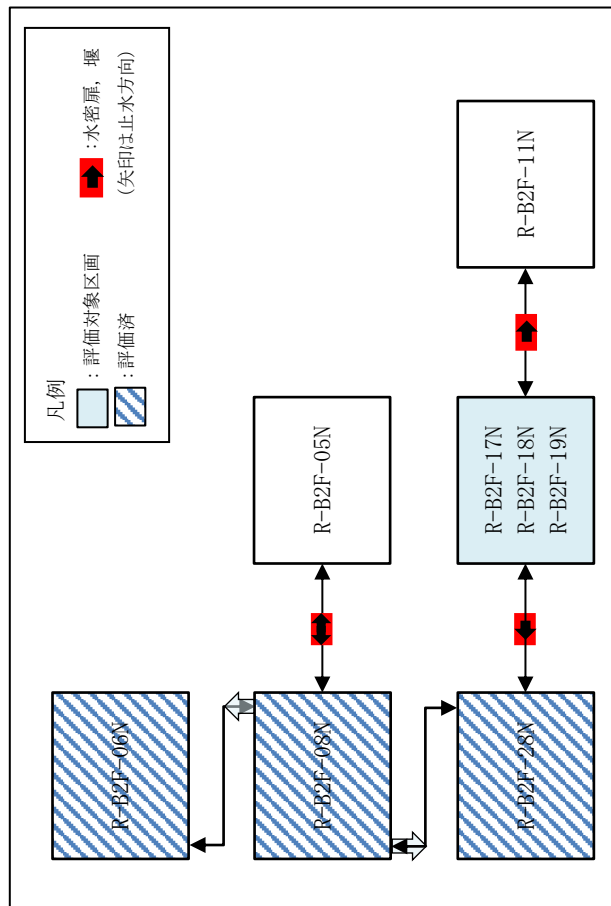 凡例
：評価対象区画
：評価済
：水密扉，堰
(矢印は止水方向)
R-B2F-06N
R-B2F-08N
R-B2F-05N
R-B2F-28N
R-B2F-17N
R-B2F-18N
R-B2F-19N
R-B2F-11N